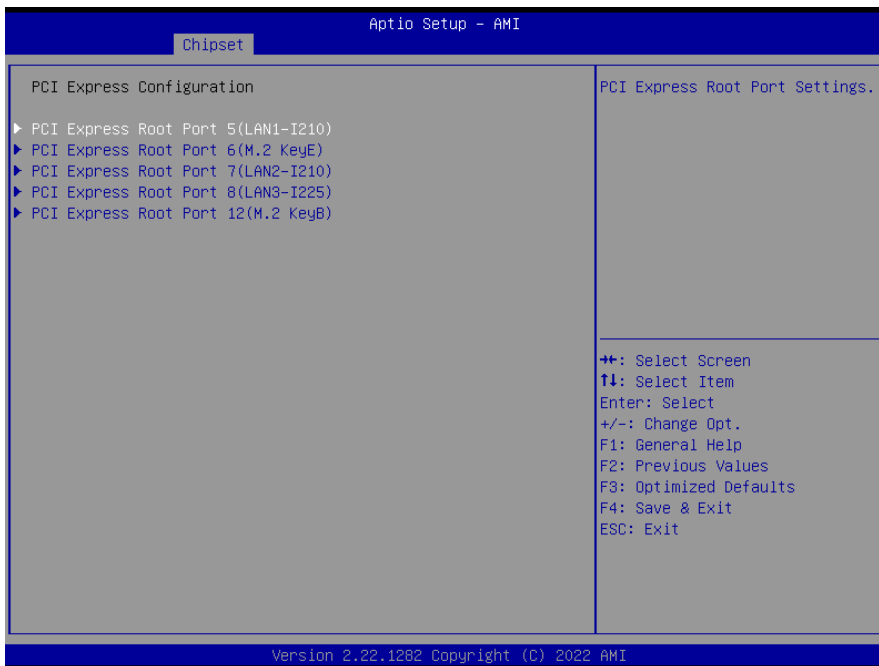 Aptio Setup – AMI
Chipset
PCI Express Configuration
PCI Express Root Port 5(LAN1-I210)
PCI Express Root Port 6(M.2 KeyE)
PCI Express Root Port 7(LAN2-I210)
PCI Express Root Port 8(LAN3-I225)
PCI Express Root Port 12(M.2 KeyB)
PCI Express Root Port Settings.
→←: Select Screen
↑↓: Select Item
Enter: Select
+/-: Change Opt.
F1: General Help
F2: Previous Values
F3: Optimized Defaults
F4: Save & Exit
ESC: Exit
Version 2.22.1282 Copyright (C) 2022 AMI